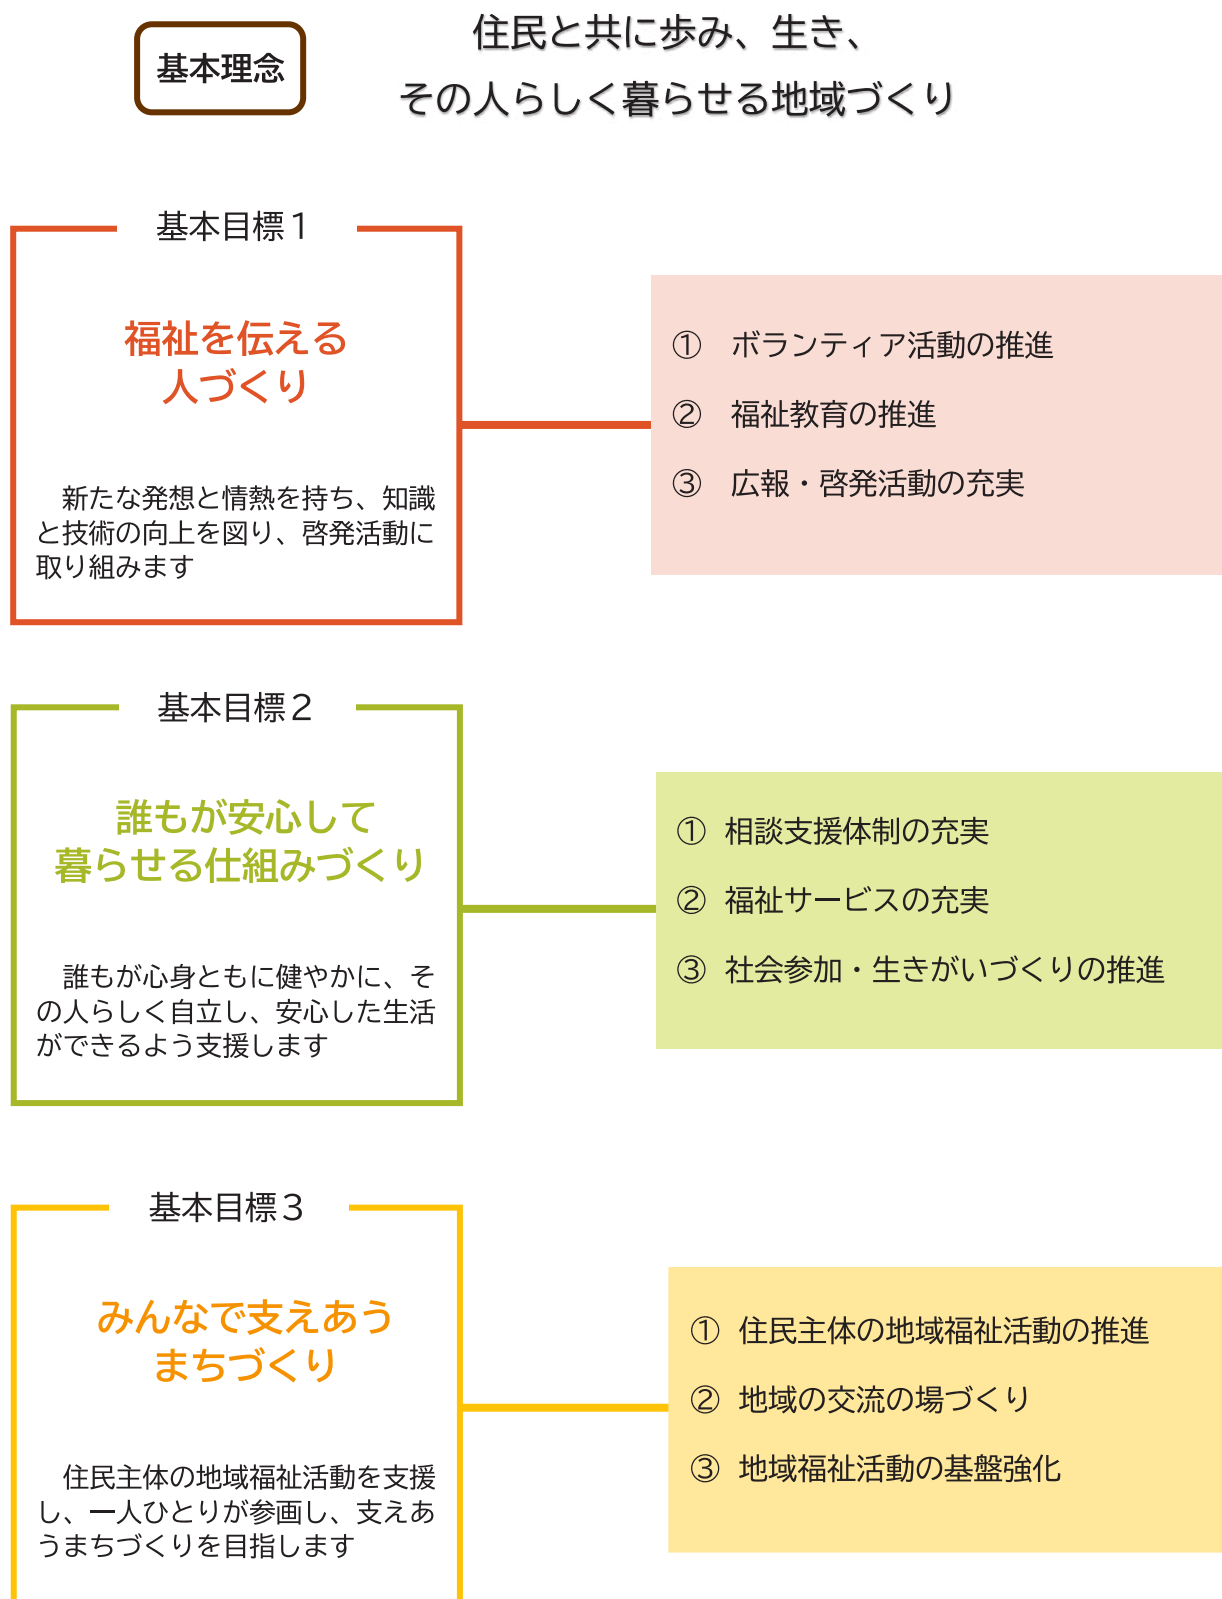 基本理念
住民と共に歩み、生き、
その人らしく暮らせる地域づくり
基本目標１
福祉を伝える
人づくり
　新たな発想と情熱を持ち、知識
と技術の向上を図り、啓発活動に
取り組みます
①　ボランティア活動の推進
②　福祉教育の推進
③　広報・啓発活動の充実
基本目標２
誰もが安心して
暮らせる仕組みづくり
　誰もが心身ともに健やかに、そ
の人らしく自立し、安心した生活
ができるよう支援します
① 相談支援体制の充実
② 福祉サービスの充実
③ 社会参加・生きがいづくりの推進
基本目標３
みんなで支えあう
まちづくり
　住民主体の地域福祉活動を支援
し、一人ひとりが参画し、支えあ
うまちづくりを目指します
① 住民主体の地域福祉活動の推進
② 地域の交流の場づくり
③ 地域福祉活動の基盤強化